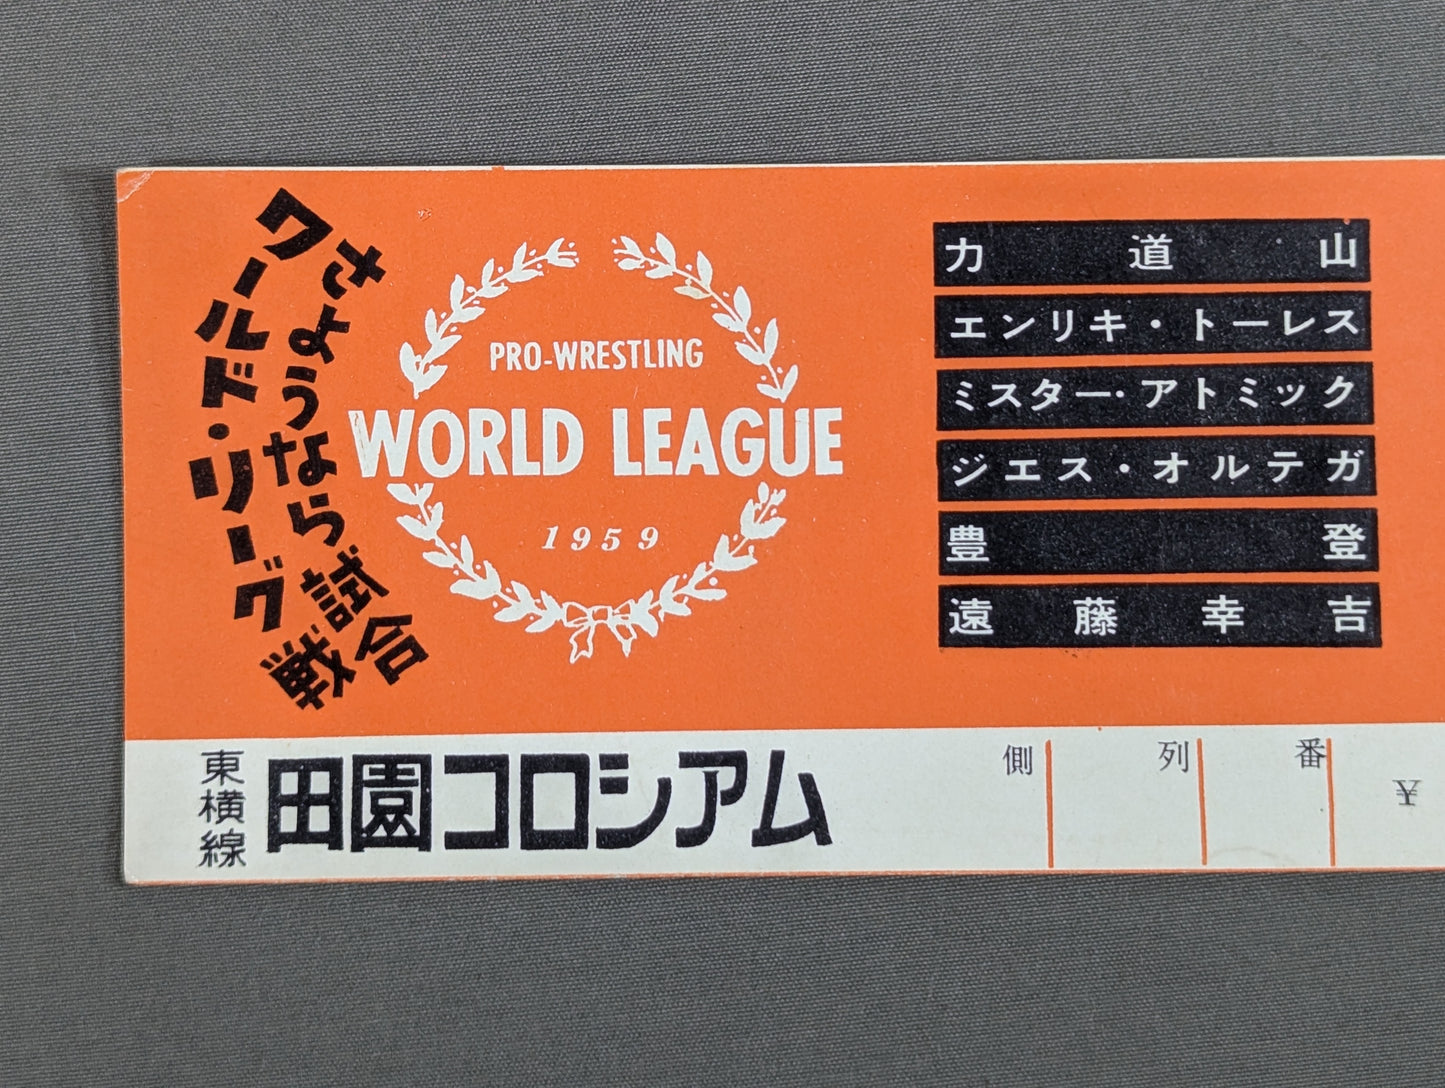 ワールド・リーグ戦
さようなら試合
PRO-WRESTLING
WORLD LEAGUE
1959
力道山
エンリキ・トーレス
ミスター・アトミック
ジェス・オルテガ
豊登
遠藤幸吉
東横線
田園コロシアム
側
列
番
¥